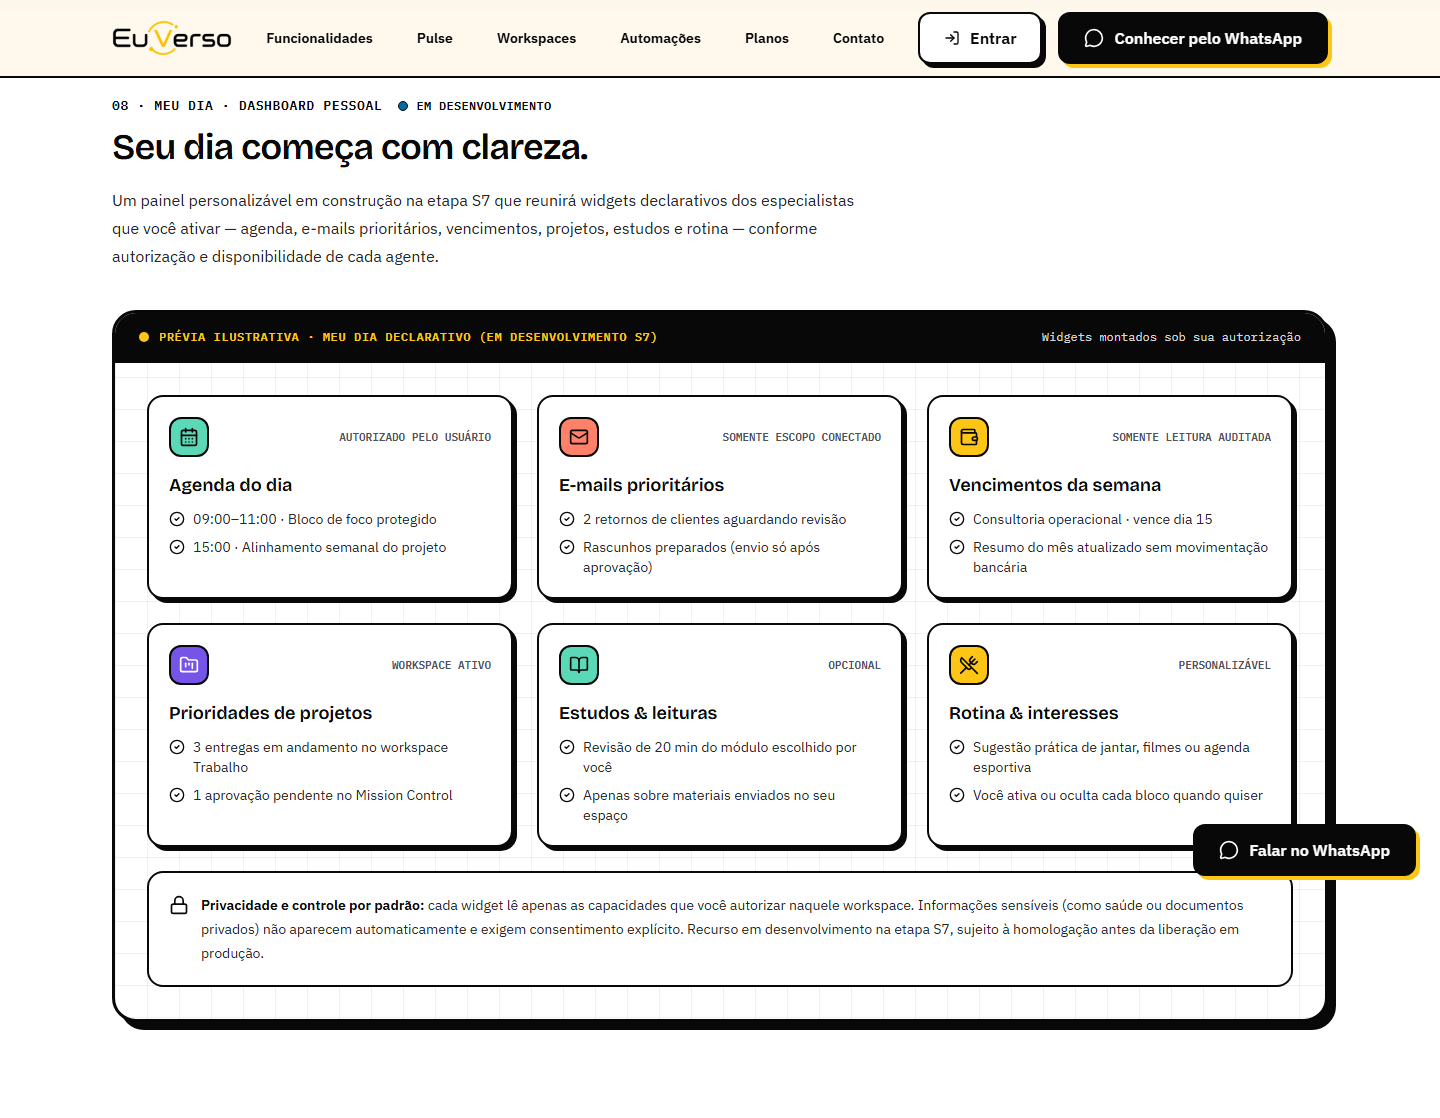 EuVerso
Funcionalidades
Pulse
Workspaces
Automações
Planos
Contato
Entrar
Conhecer pelo WhatsApp
08 · MEU DIA · DASHBOARD PESSOAL
EM DESENVOLVIMENTO
Seu dia começa com clareza.
Um painel personalizável em construção na etapa S7 que reunirá widgets declarativos dos especialistas
que você ativar — agenda, e-mails prioritários, vencimentos, projetos, estudos e rotina — conforme
autorização e disponibilidade de cada agente.
PRÉVIA ILUSTRATIVA · MEU DIA DECLARATIVO (EM DESENVOLVIMENTO S7)
Widgets montados sob sua autorização
AUTORIZADO PELO USUÁRIO
Agenda do dia
09:00–11:00 · Bloco de foco protegido
15:00 · Alinhamento semanal do projeto
SOMENTE ESCOPO CONECTADO
E-mails prioritários
2 retornos de clientes aguardando revisão
Rascunhos preparados (envio só após
aprovação)
SOMENTE LEITURA AUDITADA
Vencimentos da semana
Consultoria operacional · vence dia 15
Resumo do mês atualizado sem movimentação
bancária
WORKSPACE ATIVO
Prioridades de projetos
3 entregas em andamento no workspace
Trabalho
1 aprovação pendente no Mission Control
OPCIONAL
Estudos & leituras
Revisão de 20 min do módulo escolhido por
você
Apenas sobre materiais enviados no seu
espaço
PERSONALIZÁVEL
Rotina & interesses
Sugestão prática de jantar, filmes ou agenda
esportiva
Você ativa ou oculta cada bloco quando quiser
Falar no WhatsApp
Privacidade e controle por padrão: cada widget lê apenas as capacidades que você autorizar naquele workspace. Informações sensíveis (como saúde ou documentos
privados) não aparecem automaticamente e exigem consentimento explícito. Recurso em desenvolvimento na etapa S7, sujeito à homologação antes da liberação em
produção.